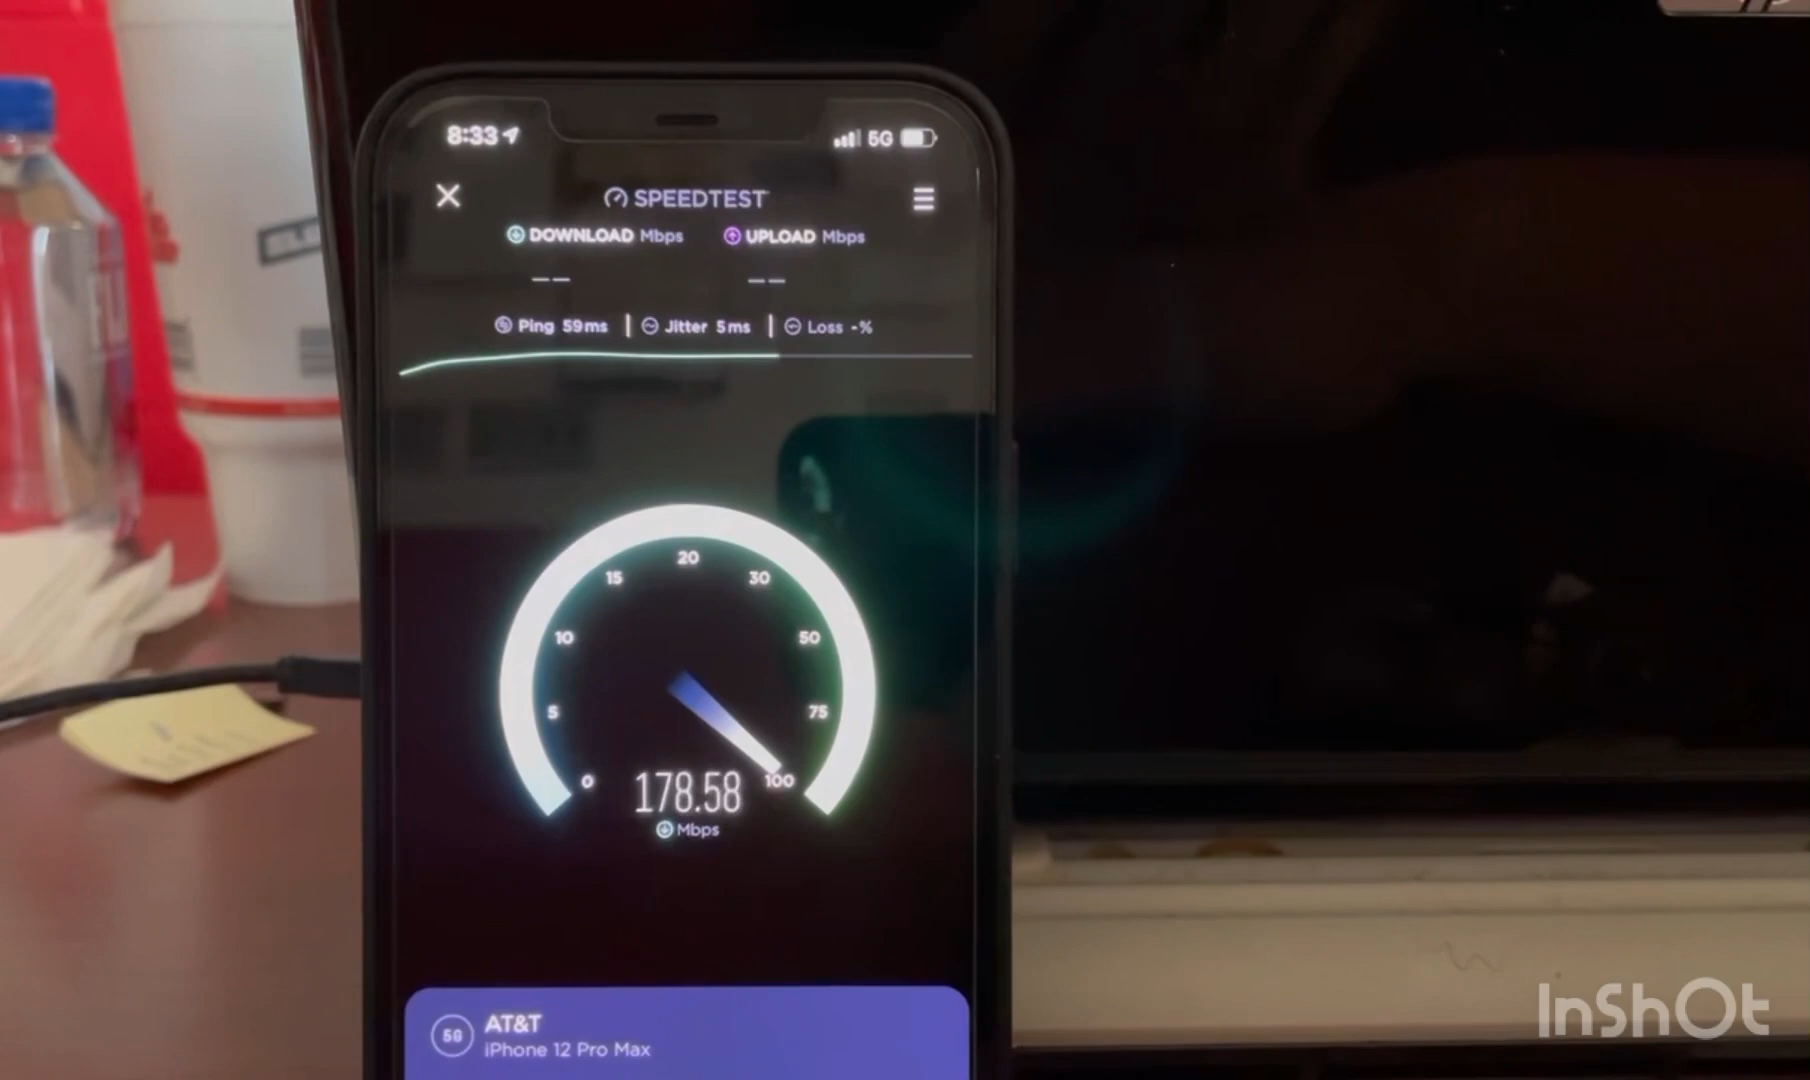 8:33 5G
SPEEDTEST
DOWNLOAD Mbps UPLOAD Mbps
-- --
Ping 59ms | Jitter 5ms | Loss -%
20
15 30
10 50
5 75
0 178.58 100
Mbps
5G AT&T
iPhone 12 Pro Max
InShOt